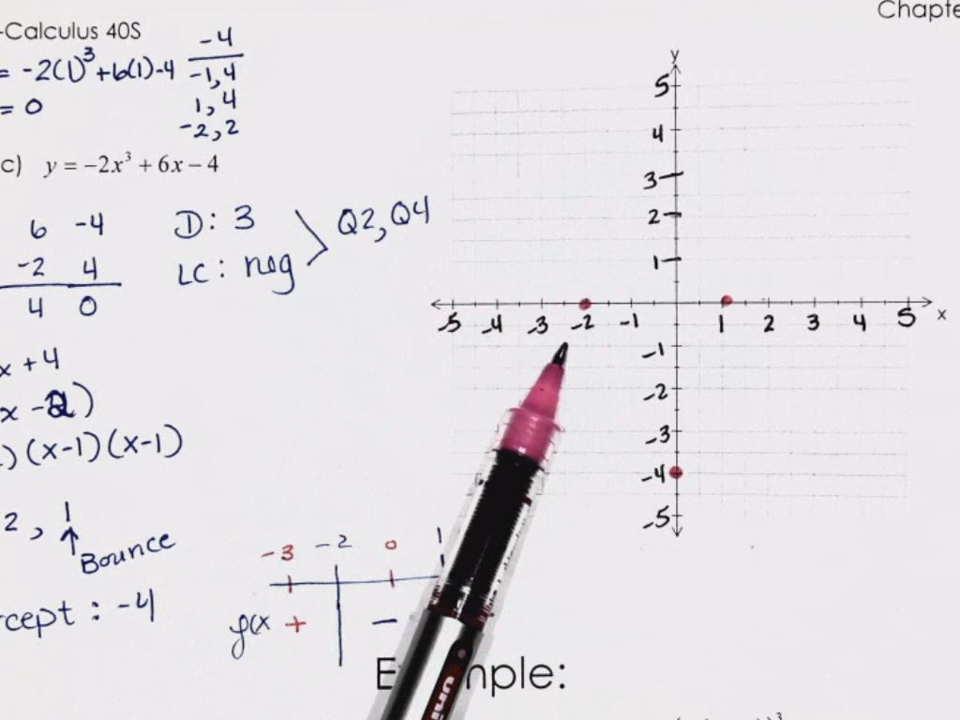 -Calculus 40S
Chapte
= -2(1)³+6(1)-4
= 0
-4
-1,4
1,4
-2,2
c) y = -2x³ + 6x - 4
6 -4
-2 4
4 0
D: 3
LC: neg
Q2,Q4
x + 4
x - 2)
) (x-1) (x-1)
2 , 1
Bounce
rcept : -4
-3 -2 0 1
f(x + -
y
5
4
3
2
1
-5 -4 -3 -2 -1 1 2 3 4 5 x
-1
-2
-3
-4
-5
uni